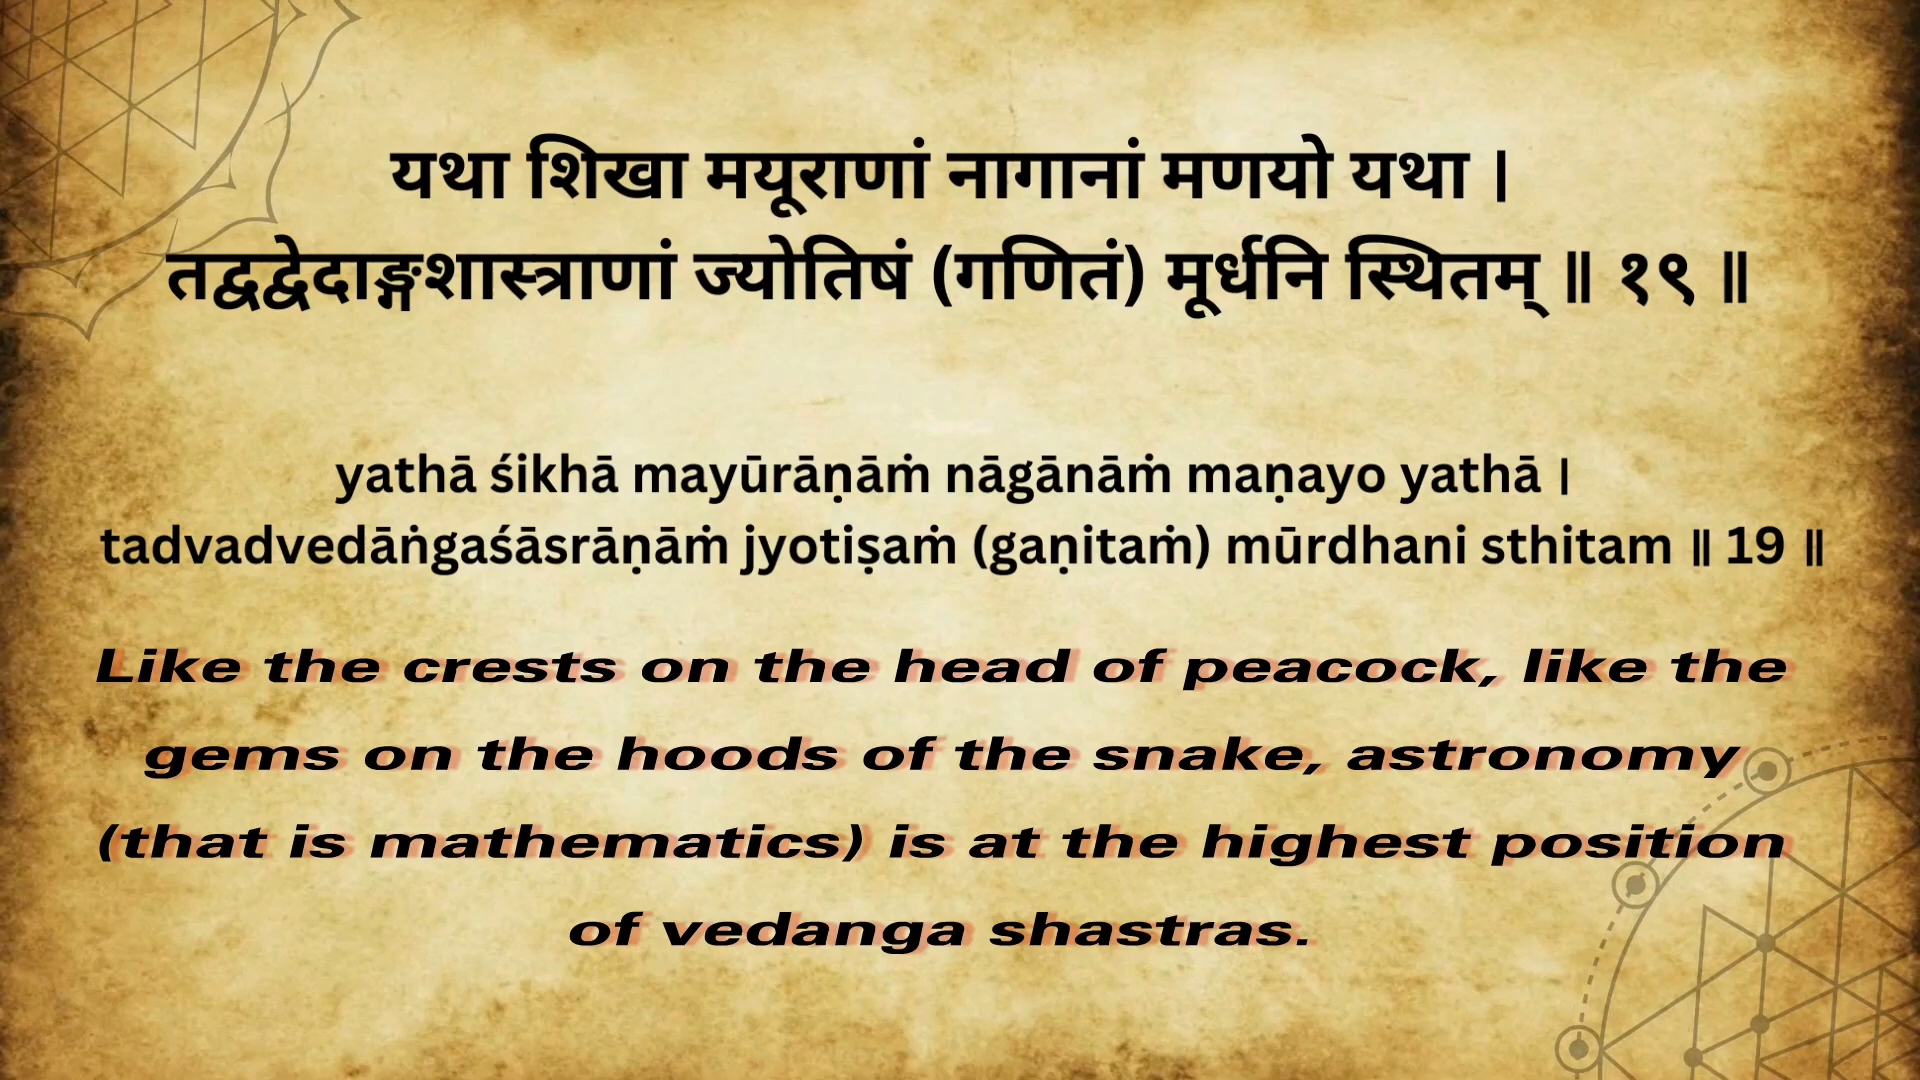 यथा शिखा मयूराणां नागानां मणयो यथा |
तद्वद्वेदाङ्गशास्त्राणां ज्योतिषं (गणितं) मूर्धनि स्थितम् ॥ १९ ॥
yathā śikhā mayūrāṇāṁ nāgānāṁ maṇayo yathā |
tadvadvedāṅgaśāsrāṇāṁ jyotiṣaṁ (gaṇitaṁ) mūrdhani sthitam ॥ 19 ॥
Like the crests on the head of peacock, like the
gems on the hoods of the snake, astronomy
(that is mathematics) is at the highest position
of vedanga shastras.